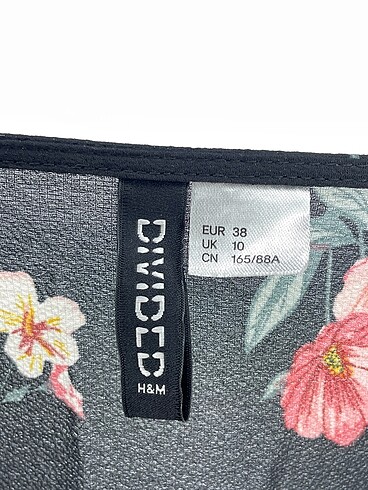 DIVIDED
H&M
EUR 38
UK 10
CN 165/88A